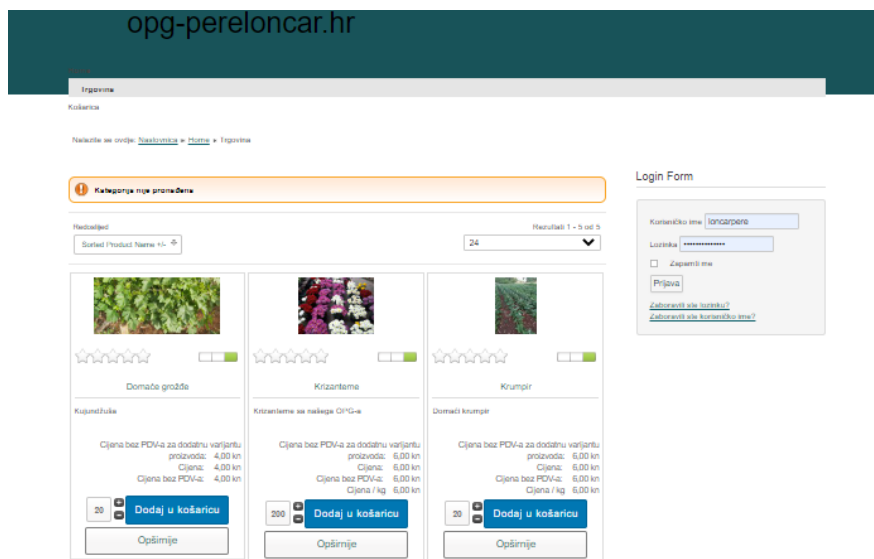 opg-pereloncar.hr
Trgovina
Košarica
Nalazite se ovdje: Naslovnica ▸ Home ▸ Trgovina
Kategorija nije pronađena
Login Form
Redoslijed
Rezultati 1 - 5 od 5
Sorted Product Name +/-
24
Korisničko ime loncarpere
Lozinka ••••••••••••••
Zapamti me
Prijava
Zaboravili ste lozinku?
Zaboravili ste korisničko ime?
Domaće grožđe
Kujundžuša
Cijena bez PDV-a za dodatnu varijantu
proizvoda: 4,00 kn
Cijena: 4,00 kn
Cijena bez PDV-a: 4,00 kn
20 Dodaj u košaricu
Opširnije
Krizanteme
Krizanteme sa našega OPG-a
Cijena bez PDV-a za dodatnu varijantu
proizvoda: 6,00 kn
Cijena: 6,00 kn
Cijena bez PDV-a: 6,00 kn
Cijena / kg 6,00 kn
200 Dodaj u košaricu
Opširnije
Krumpir
Domaći krumpir
Cijena bez PDV-a za dodatnu varijantu
proizvoda: 6,00 kn
Cijena: 6,00 kn
Cijena bez PDV-a: 6,00 kn
Cijena / kg 6,00 kn
20 Dodaj u košaricu
Opširnije